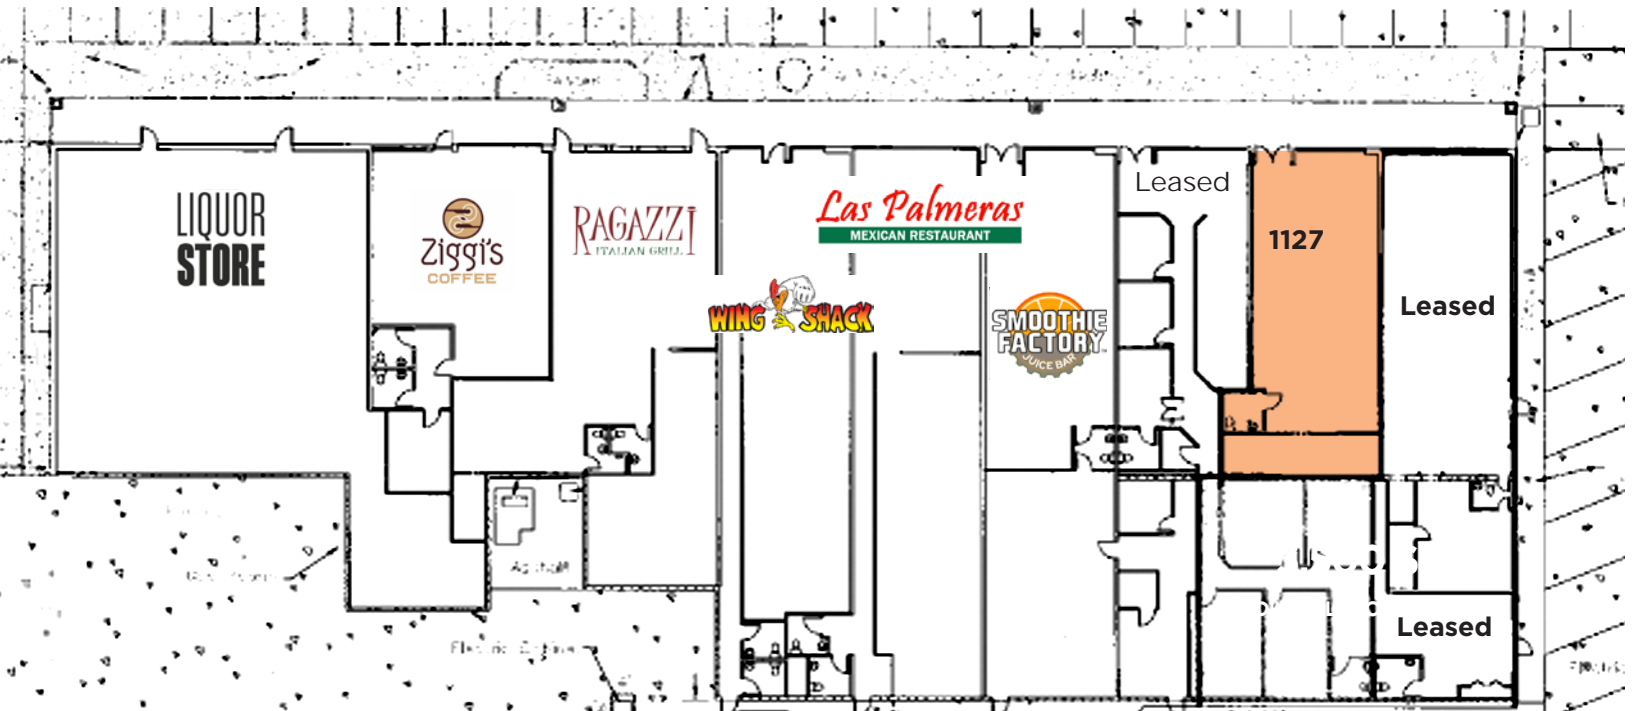 LIQUOR
STORE
Ziggi's
COFFEE
RAGAZZI
ITALIAN GRILL
Las Palmeras
MEXICAN RESTAURANT
WING SHACK
SMOOTHIE
FACTORY
JUICE BAR
Leased
1127
Leased
Leased
Asphalt